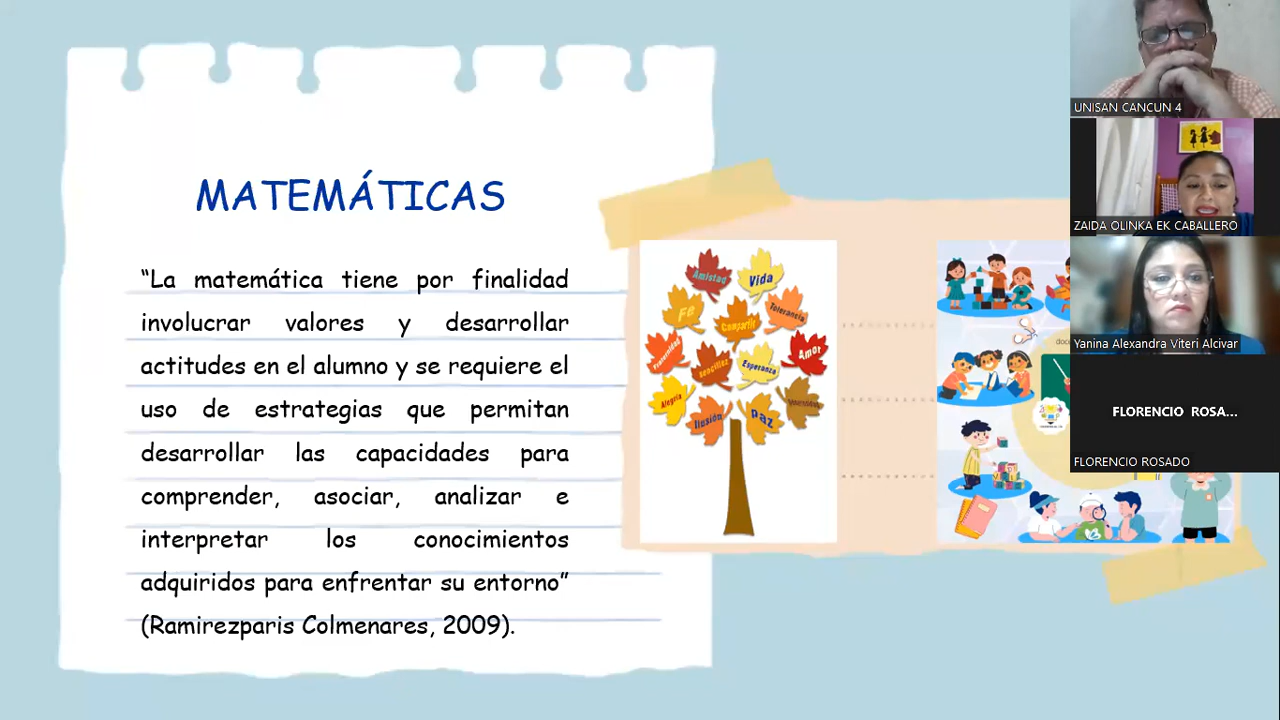 MATEMÁTICAS
“La matemática tiene por finalidad
involucrar valores y desarrollar
actitudes en el alumno y se requiere el
uso de estrategias que permitan
desarrollar las capacidades para
comprender, asociar, analizar e
interpretar los conocimientos
adquiridos para enfrentar su entorno”
(Ramirezparis Colmenares, 2009).
Amistad
Vida
Fe
Compartir
Tolerancia
Fraternidad
Sencillez
Esperanza
Amor
Alegría
Ilusión
Paz
UNISAN CANCUN 4
ZAIDA OLINKA EK CABALLERO
Yanina Alexandra Viteri Alcivar
FLORENCIO ROSA...
FLORENCIO ROSADO